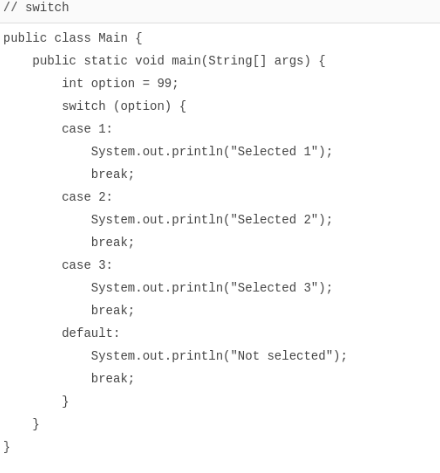 // switch
public class Main {
    public static void main(String[] args) {
        int option = 99;
        switch (option) {
        case 1:
            System.out.println("Selected 1");
            break;
        case 2:
            System.out.println("Selected 2");
            break;
        case 3:
            System.out.println("Selected 3");
            break;
        default:
            System.out.println("Not selected");
            break;
        }
    }
}